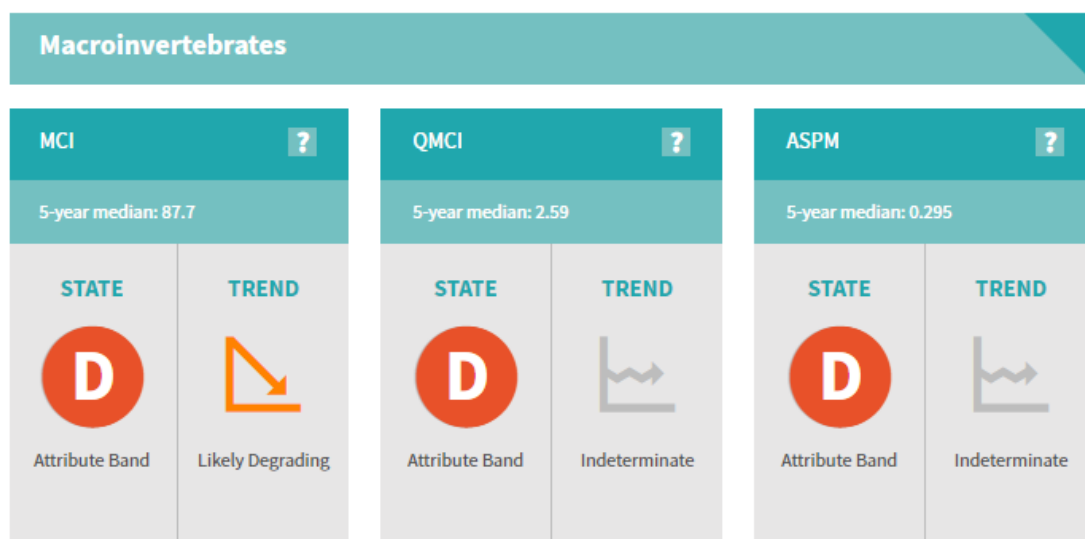 Macroinvertebrates
MCI ?
5-year median: 87.7
STATE TREND
D
Attribute Band Likely Degrading
QMCI ?
5-year median: 2.59
STATE TREND
D
Attribute Band Indeterminate
ASPM ?
5-year median: 0.295
STATE TREND
D
Attribute Band Indeterminate